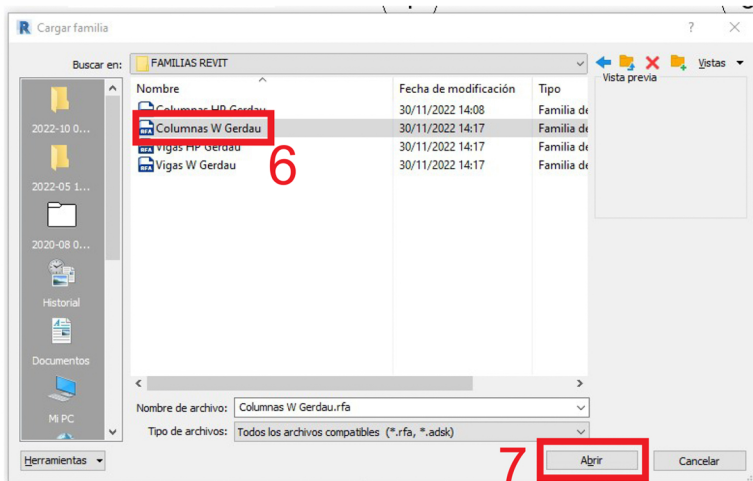 Cargar familia
Buscar en: FAMILIAS REVIT
Vistas
Vista previa
Nombre Fecha de modificación Tipo
Columnas HP Gerdau 30/11/2022 14:08 Familia de
Columnas W Gerdau 30/11/2022 14:17 Familia de
Vigas HP Gerdau 30/11/2022 14:17 Familia de
Vigas W Gerdau 30/11/2022 14:17 Familia de
6
2022-10 0...
2022-05 1...
2020-08 0...
Historial
Documentos
Mi PC
Nombre de archivo: Columnas W Gerdau.rfa
Tipo de archivos: Todos los archivos compatibles (*.rfa, *.adsk)
7
Herramientas Abrir Cancelar